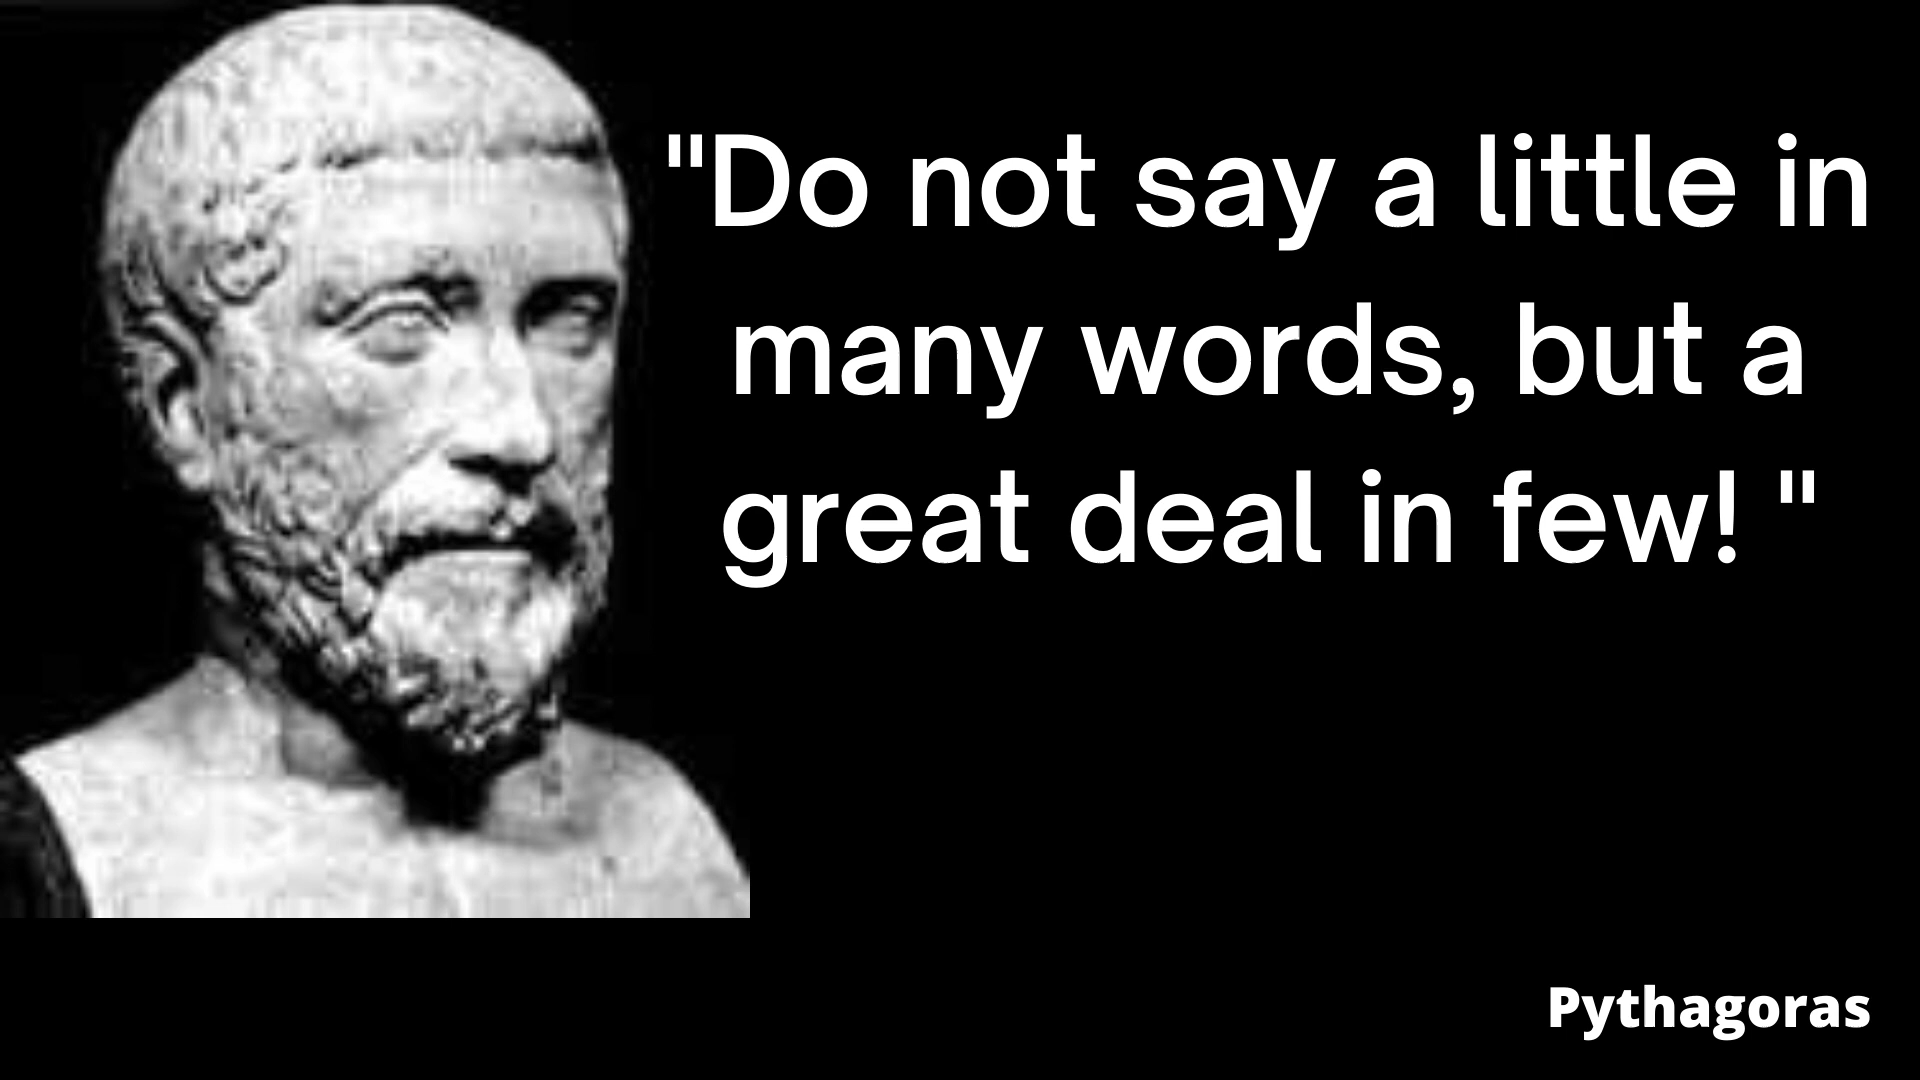 "Do not say a little in
many words, but a
great deal in few! "
Pythagoras